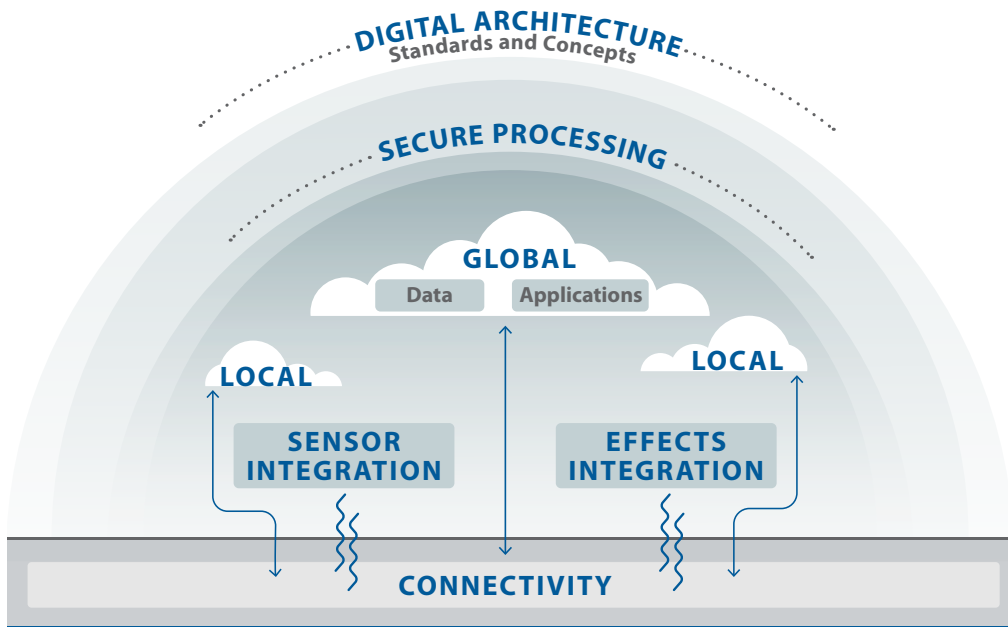 DIGITAL ARCHITECTURE
Standards and Concepts
SECURE PROCESSING
GLOBAL
Data
Applications
LOCAL
LOCAL
SENSOR
INTEGRATION
EFFECTS
INTEGRATION
CONNECTIVITY